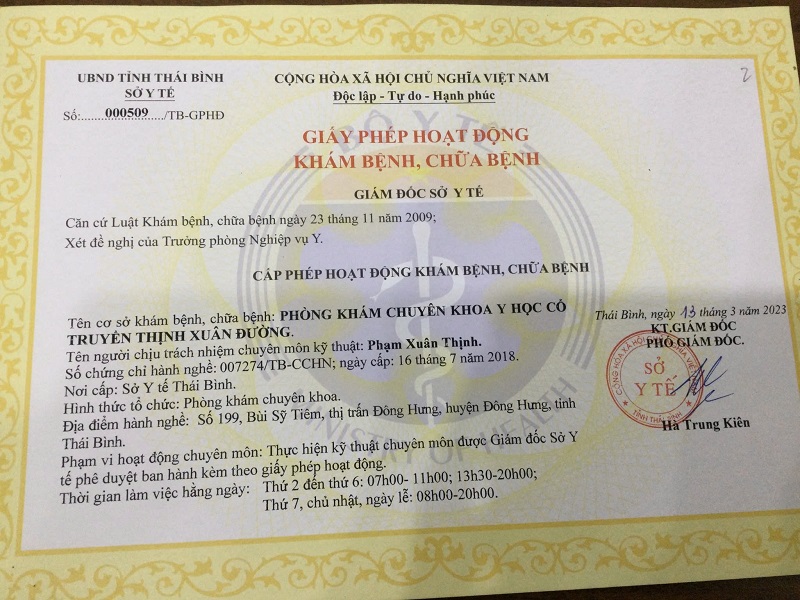 UBND TỈNH THÁI BÌNH
SỞ Y TẾ
Số:........000509...../TB-GPHĐ
CỘNG HÒA XÃ HỘI CHỦ NGHĨA VIỆT NAM
Độc lập - Tự do - Hạnh phúc
2
GIẤY PHÉP HOẠT ĐỘNG
KHÁM BỆNH, CHỮA BỆNH
GIÁM ĐỐC SỞ Y TẾ
Căn cứ Luật Khám bệnh, chữa bệnh ngày 23 tháng 11 năm 2009;
Xét đề nghị của Trưởng phòng Nghiệp vụ Y.
CẤP PHÉP HOẠT ĐỘNG KHÁM BỆNH, CHỮA BỆNH
Tên cơ sở khám bệnh, chữa bệnh: PHÒNG KHÁM CHUYÊN KHOA Y HỌC CỔ
TRUYỀN THỊNH XUÂN ĐƯỜNG.
Tên người chịu trách nhiệm chuyên môn kỹ thuật: Phạm Xuân Thịnh.
Số chứng chỉ hành nghề: 007274/TB-CCHN; ngày cấp: 16 tháng 7 năm 2018.
Nơi cấp: Sở Y tế Thái Bình.
Hình thức tổ chức: Phòng khám chuyên khoa.
Địa điểm hành nghề: Số 199, Bùi Sỹ Tiêm, thị trấn Đông Hưng, huyện Đông Hưng, tỉnh
Thái Bình.
Phạm vi hoạt động chuyên môn: Thực hiện kỹ thuật chuyên môn được Giám đốc Sở Y
tế phê duyệt ban hành kèm theo giấy phép hoạt động.
Thời gian làm việc hằng ngày: Thứ 2 đến thứ 6: 07h00- 11h00; 13h30-20h00;
Thứ 7, chủ nhật, ngày lễ: 08h00-20h00.
Thái Bình, ngày 13 tháng 3 năm 2023
KT.GIÁM ĐỐC
PHÓ GIÁM ĐỐC.
SỞ
Y TẾ
TỈNH THÁI BÌNH
Hà Trung Kiên
BỘ Y TẾ
MINISTRY OF HEALTH